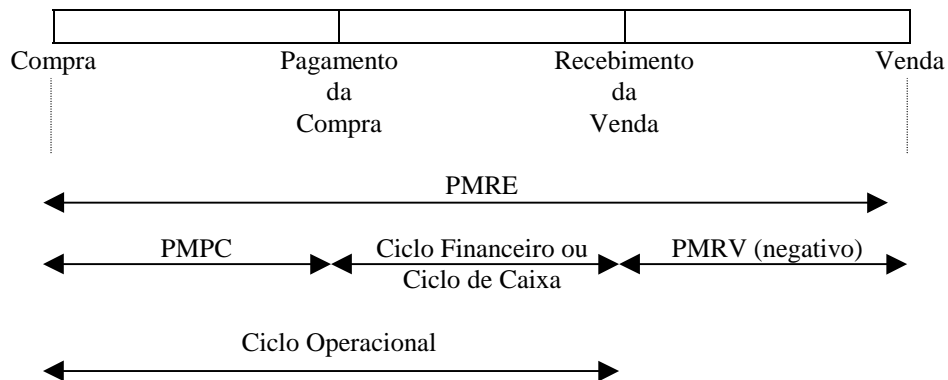 Compra
Pagamento
da
Compra
Recebimento
da
Venda
Venda
PMRE
PMPC
Ciclo Financeiro ou
Ciclo de Caixa
PMRV (negativo)
Ciclo Operacional